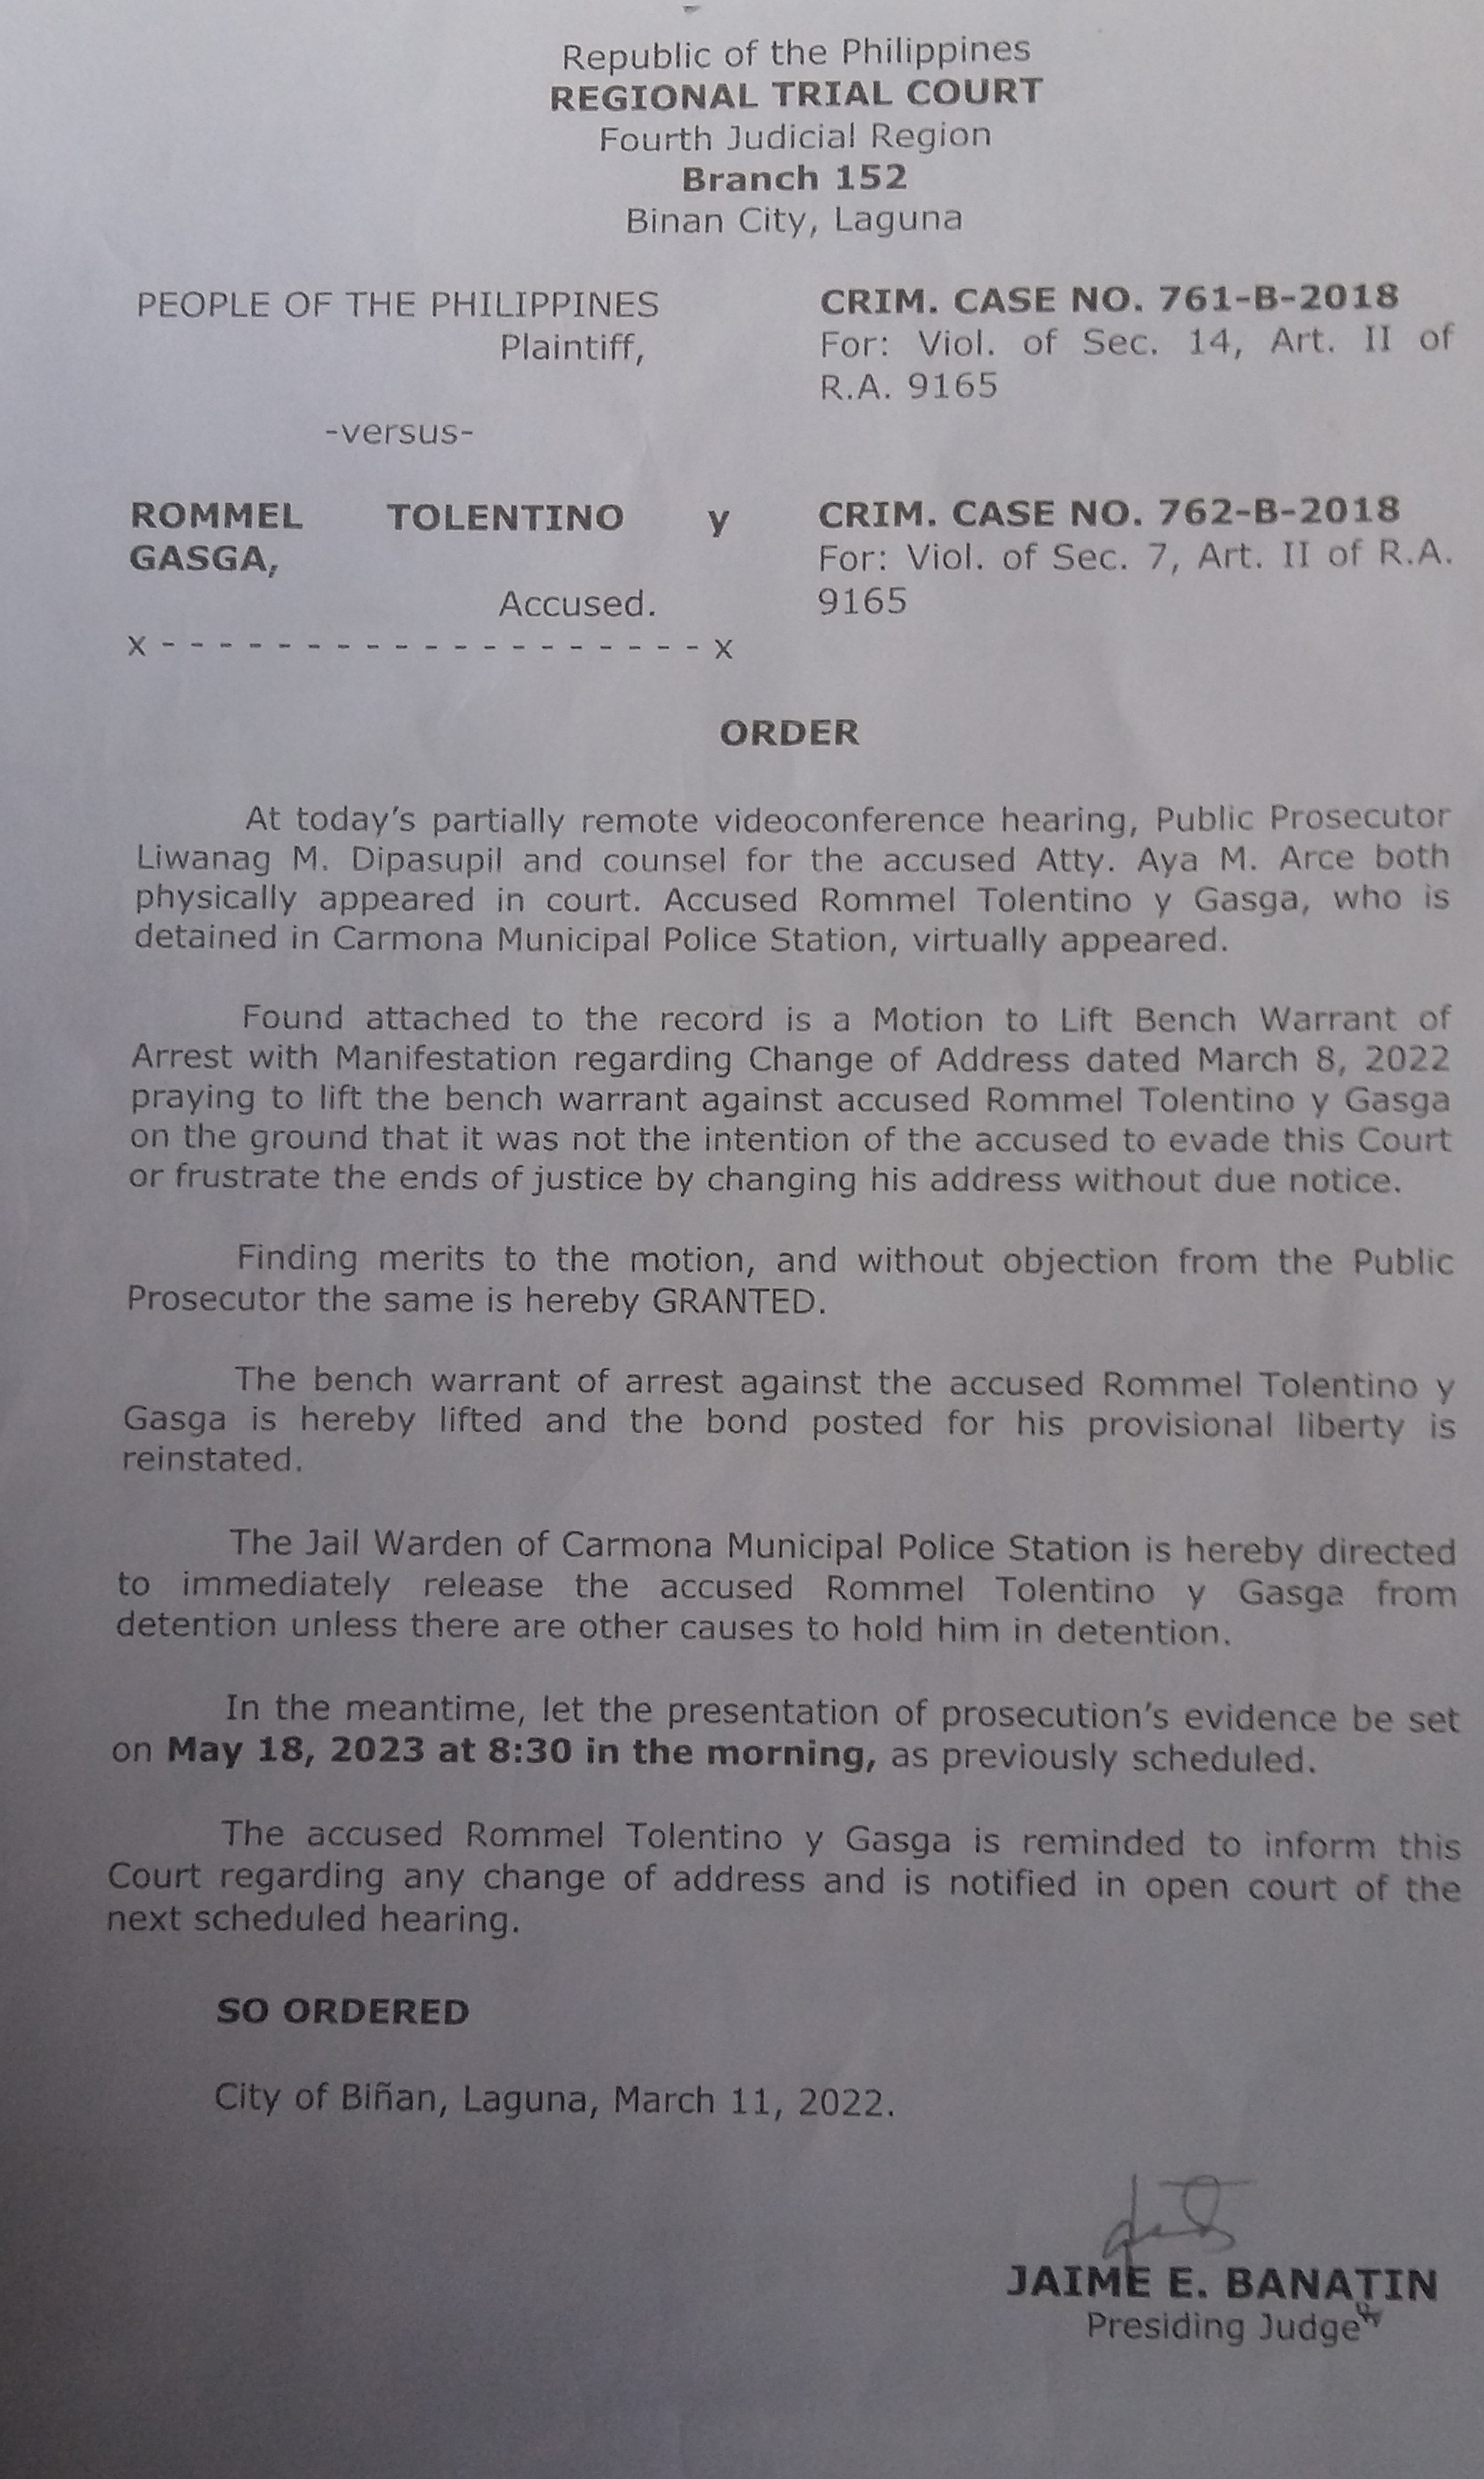 Republic of the Philippines
REGIONAL TRIAL COURT
Fourth Judicial Region
Branch 152
Binan City, Laguna
PEOPLE OF THE PHILIPPINES
Plaintiff,
-versus-
ROMMEL TOLENTINO y
GASGA,
Accused.
x - - - - - - - - - - - - - - - - - - - x
CRIM. CASE NO. 761-B-2018
For: Viol. of Sec. 14, Art. II of
R.A. 9165
CRIM. CASE NO. 762-B-2018
For: Viol. of Sec. 7, Art. II of R.A.
9165
ORDER
At today's partially remote videoconference hearing, Public Prosecutor
Liwanag M. Dipasupil and counsel for the accused Atty. Aya M. Arce both
physically appeared in court. Accused Rommel Tolentino y Gasga, who is
detained in Carmona Municipal Police Station, virtually appeared.
Found attached to the record is a Motion to Lift Bench Warrant of
Arrest with Manifestation regarding Change of Address dated March 8, 2022
praying to lift the bench warrant against accused Rommel Tolentino y Gasga
on the ground that it was not the intention of the accused to evade this Court
or frustrate the ends of justice by changing his address without due notice.
Finding merits to the motion, and without objection from the Public
Prosecutor the same is hereby GRANTED.
The bench warrant of arrest against the accused Rommel Tolentino y
Gasga is hereby lifted and the bond posted for his provisional liberty is
reinstated.
The Jail Warden of Carmona Municipal Police Station is hereby directed
to immediately release the accused Rommel Tolentino y Gasga from
detention unless there are other causes to hold him in detention.
In the meantime, let the presentation of prosecution's evidence be set
on May 18, 2023 at 8:30 in the morning, as previously scheduled.
The accused Rommel Tolentino y Gasga is reminded to inform this
Court regarding any change of address and is notified in open court of the
next scheduled hearing.
SO ORDERED
City of Biñan, Laguna, March 11, 2022.
JAIME E. BANATIN
Presiding Judge